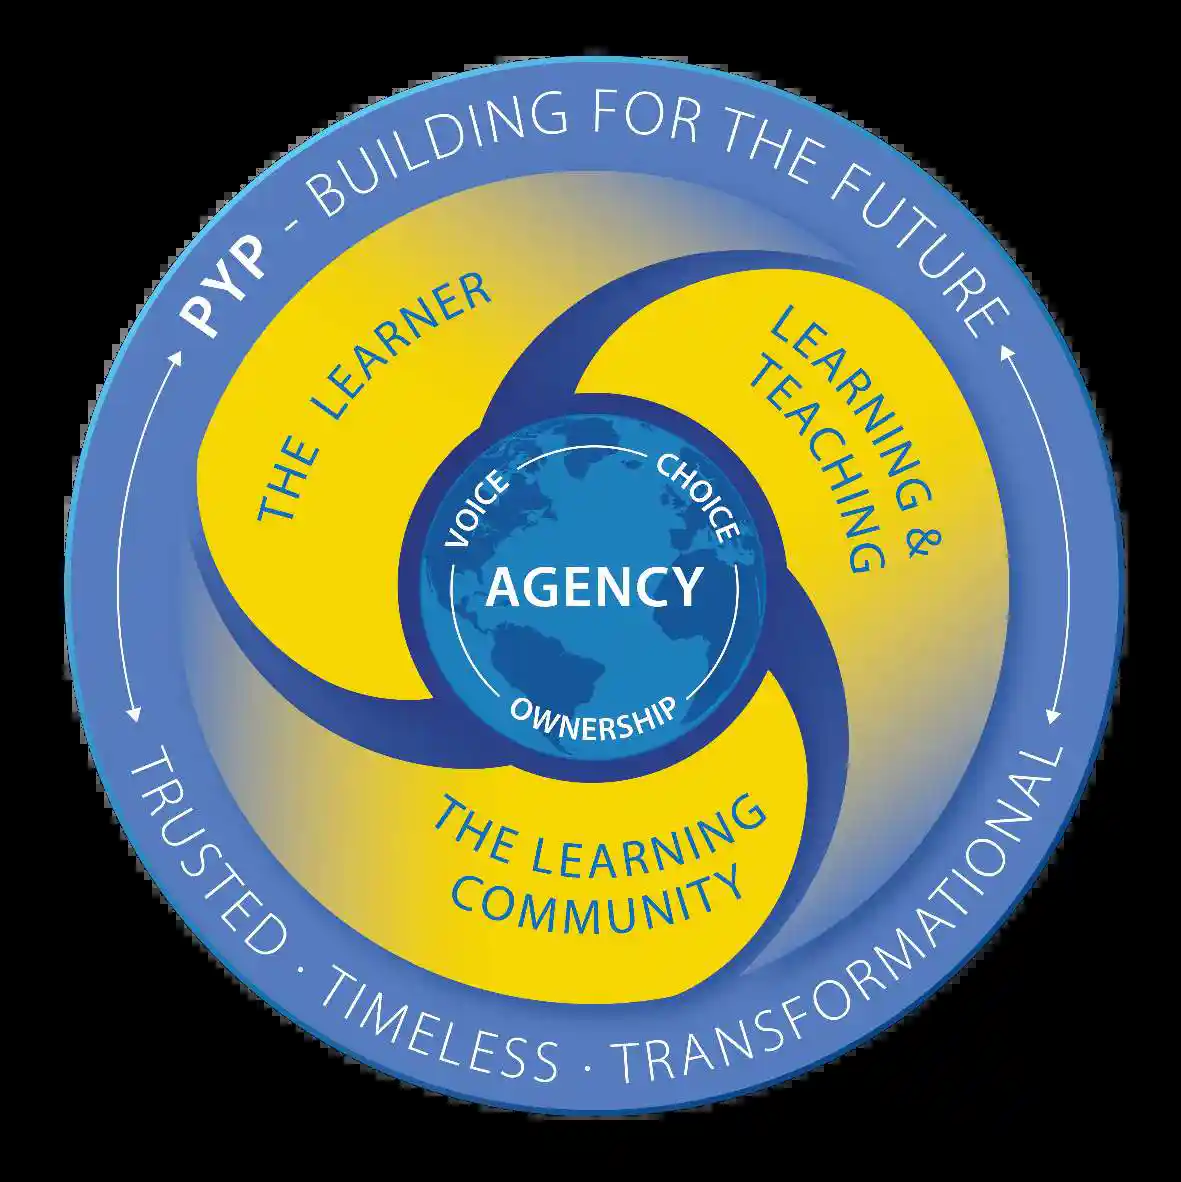 PYP - BUILDING FOR THE FUTURE
THE LEARNER
LEARNING &
TEACHING
VOICE
CHOICE
AGENCY
OWNERSHIP
THE LEARNING
COMMUNITY
TRUSTED · TIMELESS · TRANSFORMATIONAL